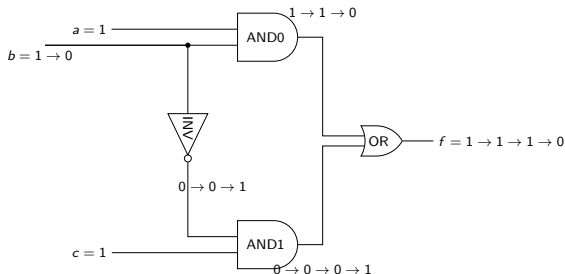 1 → 1 → 0
a = 1
AND0
b = 1 → 0
INV
OR
f = 1 → 1 → 1 → 0
0 → 0 → 1
AND1
c = 1
0 → 0 → 0 → 1